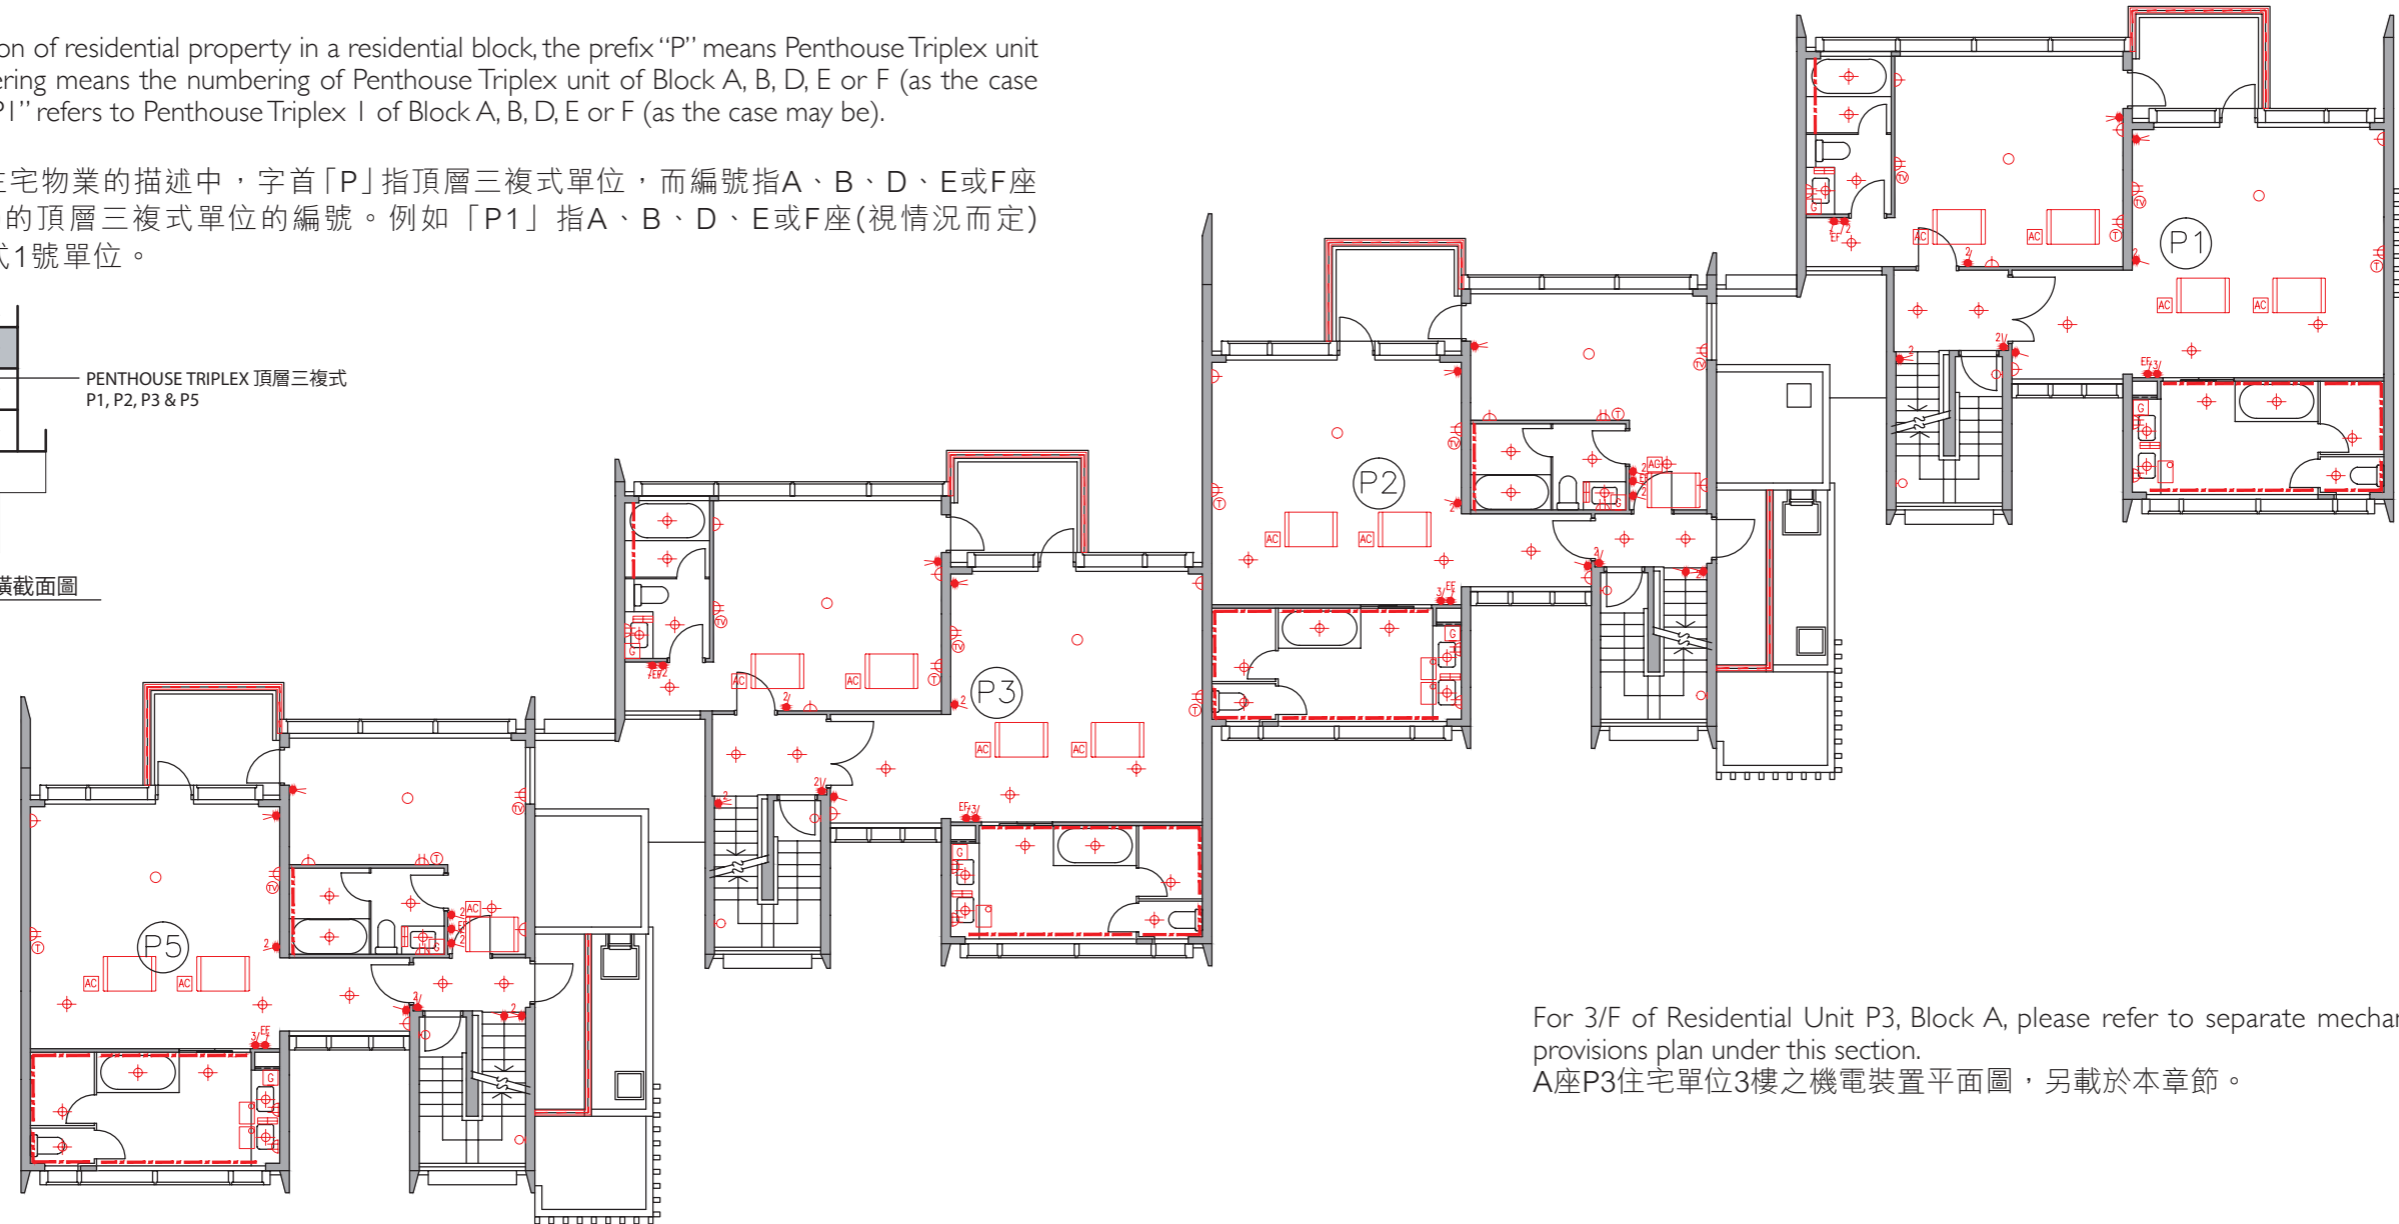 on of residential property in a residential block, the prefix “P” means Penthouse Triplex unit
ering means the numbering of Penthouse Triplex unit of Block A, B, D, E or F (as the case
P1” refers to Penthouse Triplex 1 of Block A, B, D, E or F (as the case may be).
住宅物業的描述中，字首「P」指頂層三複式單位，而編號指A、B、D、E或F座
的頂層三複式單位的編號。例如「P1」指A、B、D、E或F座(視情況而定)
式1號單位。
PENTHOUSE TRIPLEX 頂層三複式
P1, P2, P3 & P5
橫截面圖
P1
P2
P3
P5
For 3/F of Residential Unit P3, Block A, please refer to separate mechan
provisions plan under this section.
A座P3住宅單位3樓之機電裝置平面圖，另載於本章節。